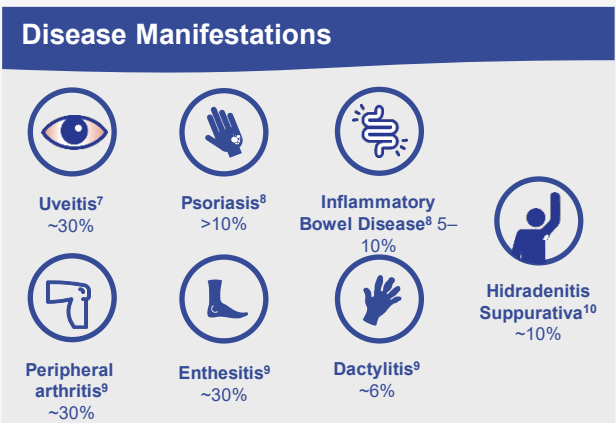 Disease Manifestations
Uveitis⁷
~30%
Psoriasis⁸
>10%
Inflammatory
Bowel Disease⁸ 5–
10%
Hidradenitis
Suppurativa¹⁰
~10%
Peripheral
arthritis⁹
~30%
Enthesitis⁹
~30%
Dactylitis⁹
~6%